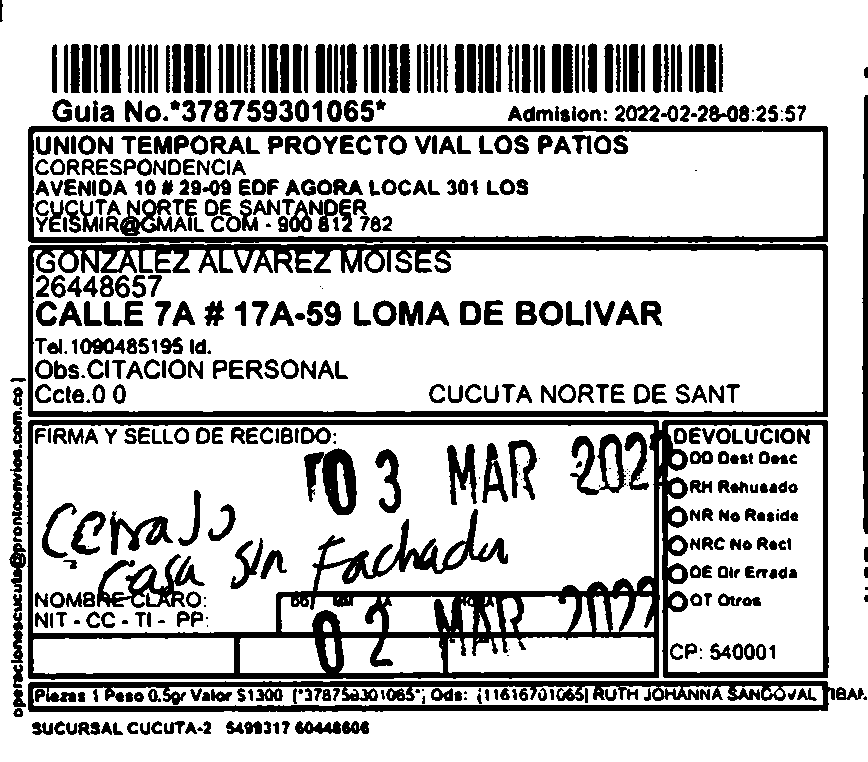 Guia No.*378759301065*
Admision: 2022-02-28-08:25:57
UNION TEMPORAL PROYECTO VIAL LOS PATIOS
CORRESPONDENCIA
AVENIDA 10 # 29-09 EDF AGORA LOCAL 301 LOS
CUCUTA NORTE DE SANTANDER
YEISMIR@GMAIL COM - 900 812 782
GONZALEZ ALVAREZ MOISES
26448657
CALLE 7A # 17A-59 LOMA DE BOLIVAR
Tel.1090485195 Id.
Obs.CITACION PERSONAL
Ccte.0 0 CUCUTA NORTE DE SANT
operacionescucuta@prontoenvios.com.co |
FIRMA Y SELLO DE RECIBIDO:
03 MAR 2022
Cerrado
Casa sin Fachada
NOMBRE CLARO:
NIT - CC - TI - PP:
02 MAR 2022
DEVOLUCION
DD Dest Desc
RH Rehusado
NR No Reside
NRC No Recl
DE Dir Errada
OT Otros
CP: 540001
Piezas 1 Peso 0.5gr Valor $1300 (*378759301065*; Ods: (11616701065) RUTH JOHANNA SANDOVAL
SUCURSAL CUCUTA-2 5499317 60448606